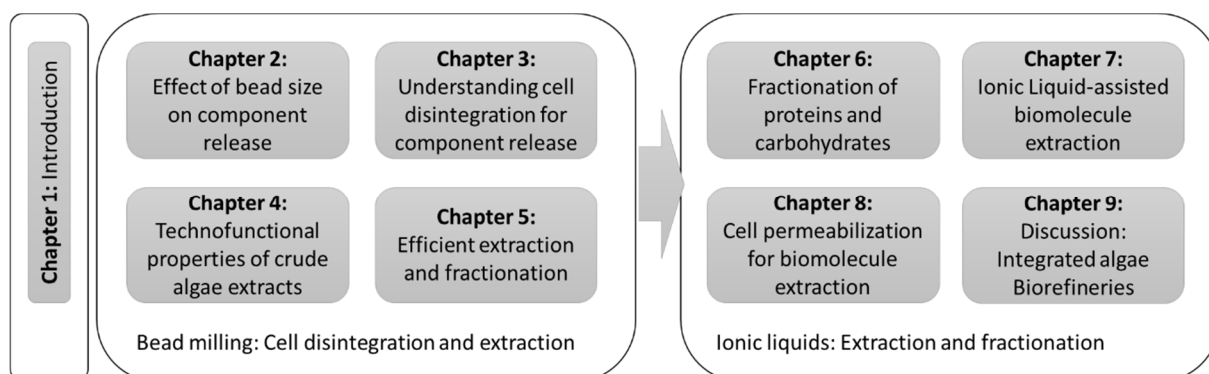 Chapter 1: Introduction
Chapter 2:
Effect of bead size
on component
release
Chapter 3:
Understanding cell
disintegration for
component release
Chapter 4:
Technofunctional
properties of crude
algae extracts
Chapter 5:
Efficient extraction
and fractionation
Bead milling: Cell disintegration and extraction
Chapter 6:
Fractionation of
proteins and
carbohydrates
Chapter 7:
Ionic Liquid-assisted
biomolecule
extraction
Chapter 8:
Cell permeabilization
for biomolecule
extraction
Chapter 9:
Discussion:
Integrated algae
Biorefineries
Ionic liquids: Extraction and fractionation